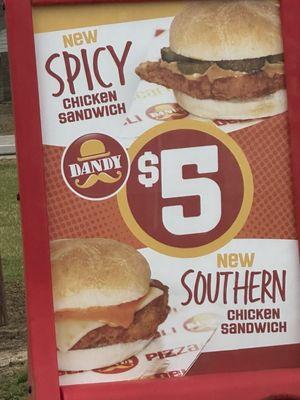 NEW
SPICY
CHICKEN
SANDWICH
DANDY
$5
NEW
SOUTHERN
CHICKEN
SANDWICH
PIZZA